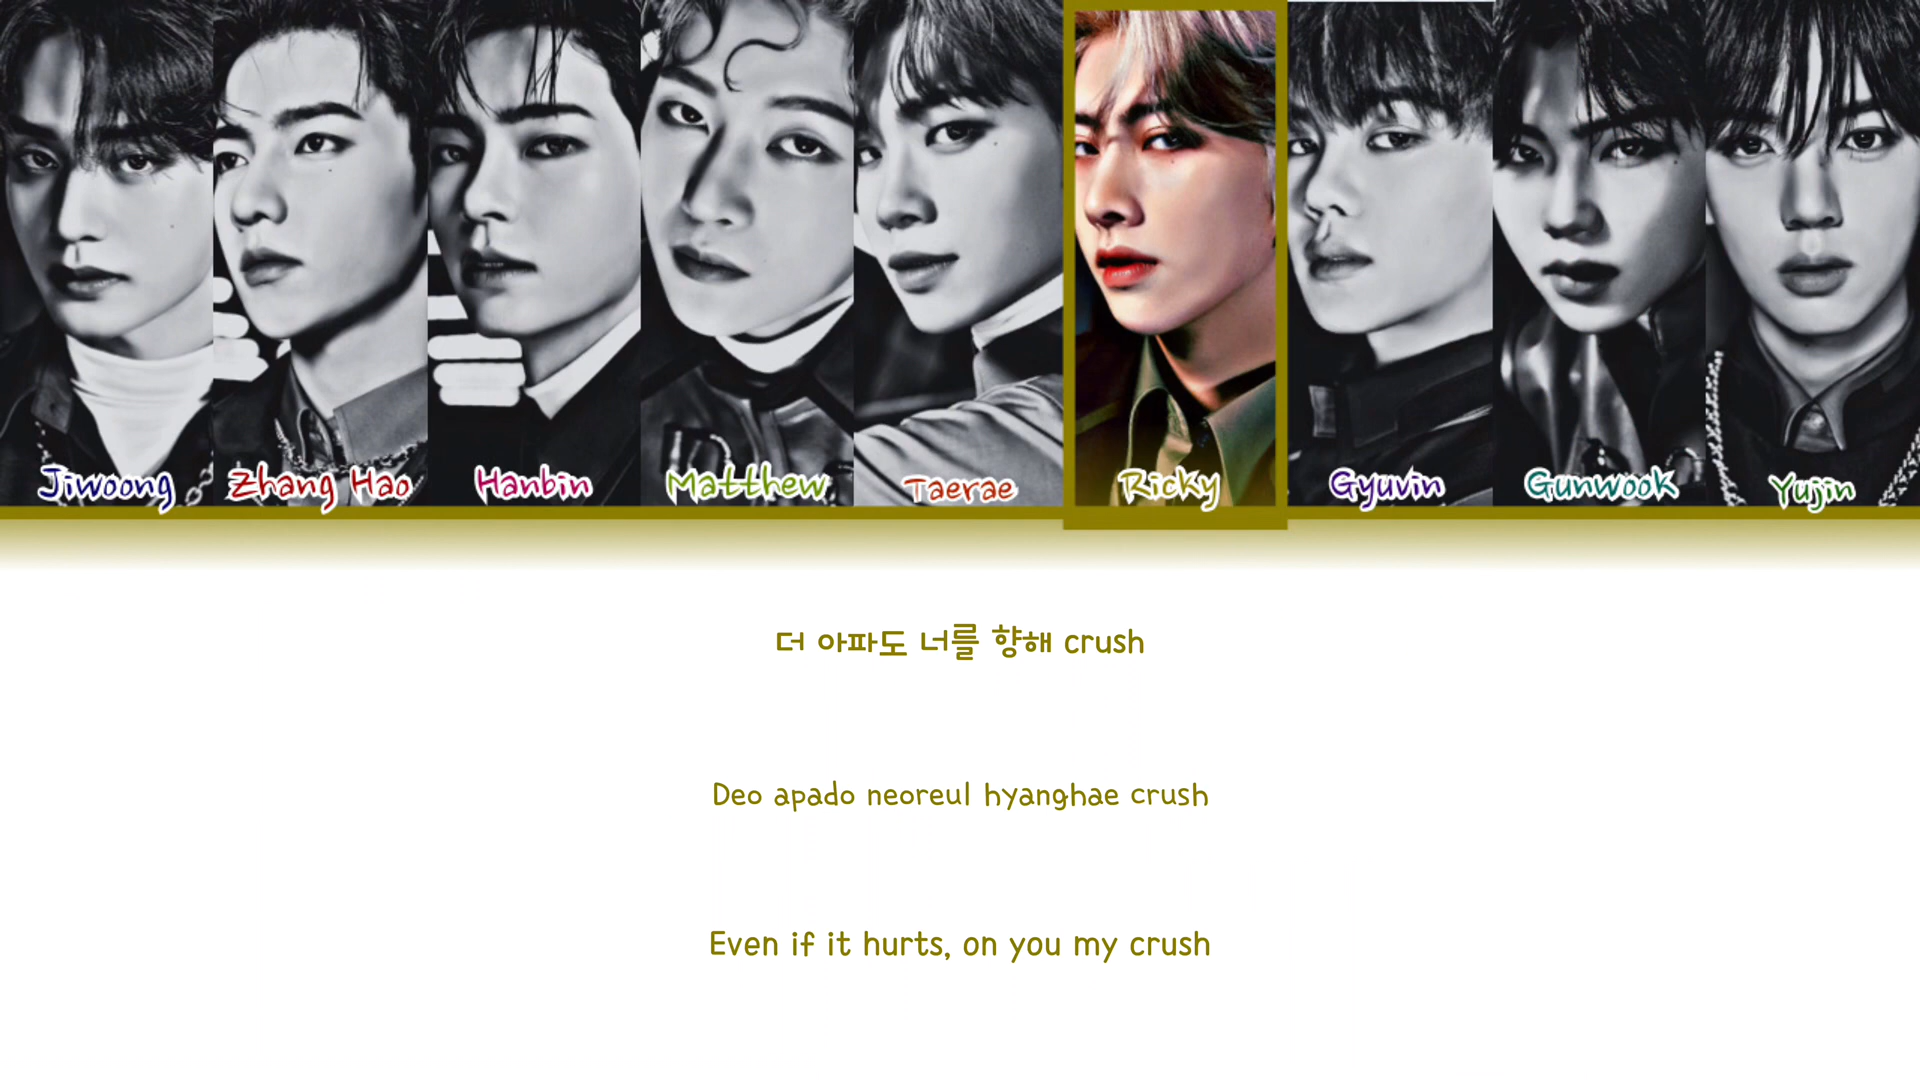 Jiwoong Zhang Hao Hanbin Matthew Taerae Ricky Gyuvin Gunwook Yujin
더 아파도 너를 향해 crush
Deo apado neoreul hyanghae crush
Even if it hurts, on you my crush